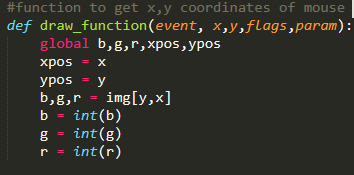 #function to get x,y coordinates of mouse
def draw_function(event, x,y,flags,param):
    global b,g,r,xpos,ypos
    xpos = x
    ypos = y
    b,g,r = img[y,x]
    b = int(b)
    g = int(g)
    r = int(r)